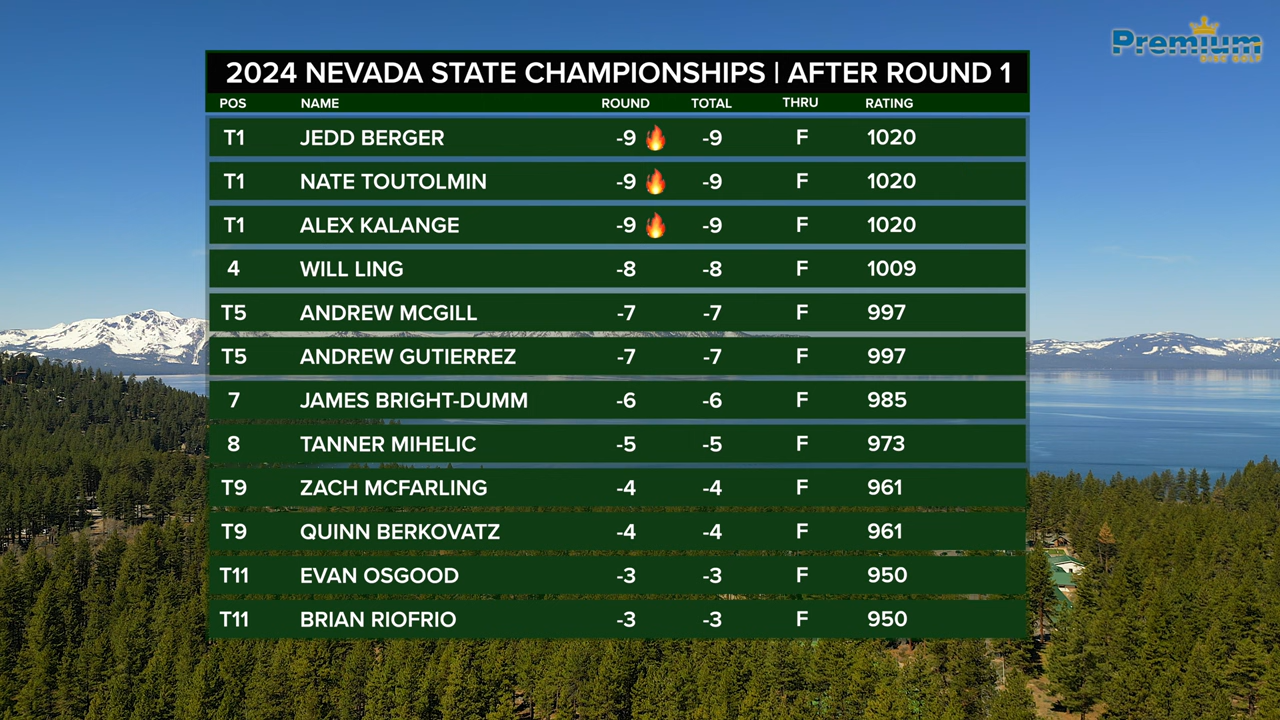 Premium
DISC GOLF
2024 NEVADA STATE CHAMPIONSHIPS | AFTER ROUND 1
POS NAME ROUND TOTAL THRU RATING
T1 JEDD BERGER -9 -9 F 1020
T1 NATE TOUTOLMIN -9 -9 F 1020
T1 ALEX KALANGE -9 -9 F 1020
4 WILL LING -8 -8 F 1009
T5 ANDREW MCGILL -7 -7 F 997
T5 ANDREW GUTIERREZ -7 -7 F 997
7 JAMES BRIGHT-DUMM -6 -6 F 985
8 TANNER MIHELIC -5 -5 F 973
T9 ZACH MCFARLING -4 -4 F 961
T9 QUINN BERKOVATZ -4 -4 F 961
T11 EVAN OSGOOD -3 -3 F 950
T11 BRIAN RIOFRIO -3 -3 F 950